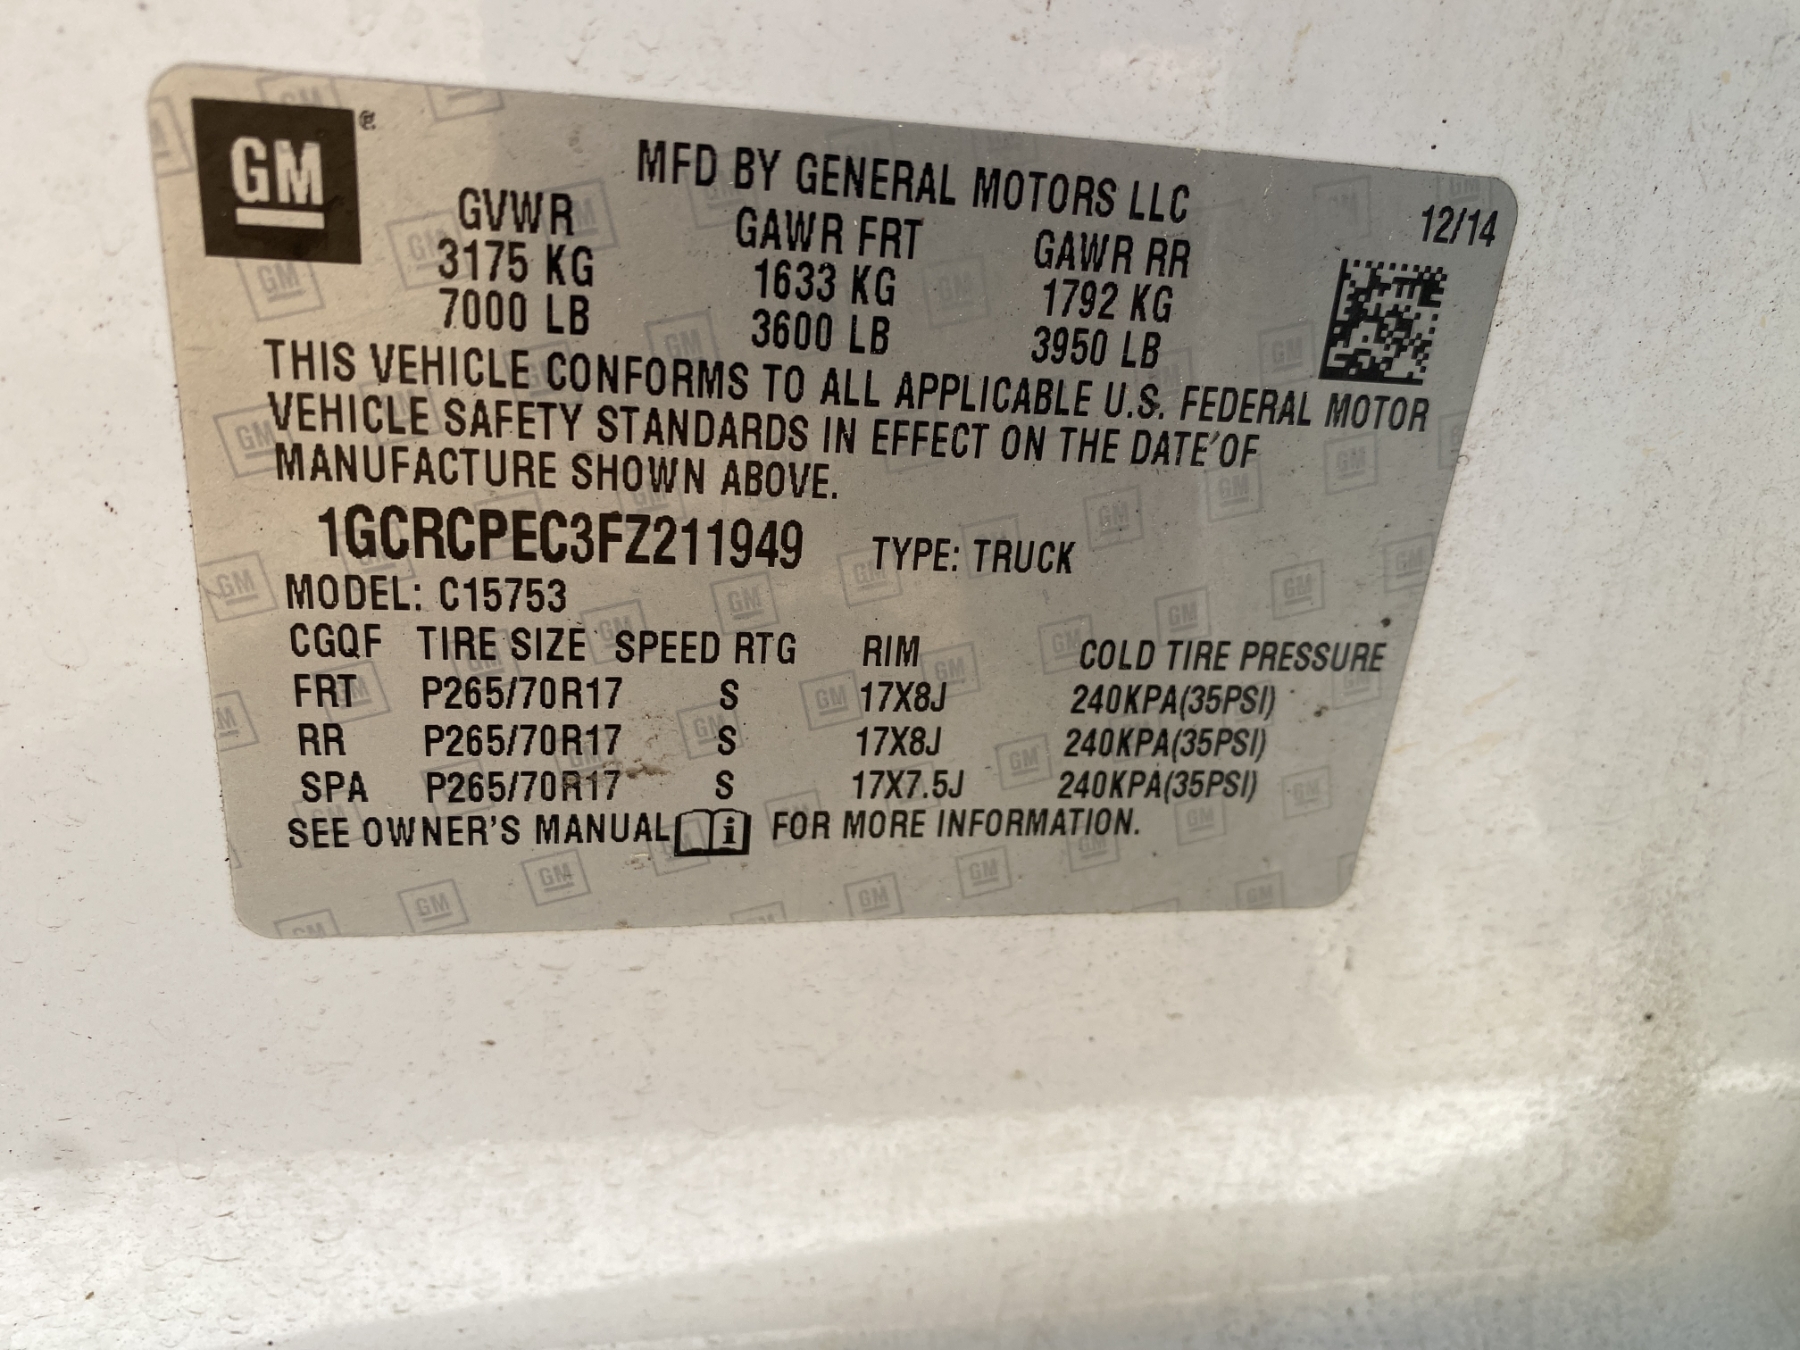 GM
MFD BY GENERAL MOTORS LLC
12/14
GVWR GAWR FRT GAWR RR
3175 KG 1633 KG 1792 KG
7000 LB 3600 LB 3950 LB
THIS VEHICLE CONFORMS TO ALL APPLICABLE U.S. FEDERAL MOTOR
VEHICLE SAFETY STANDARDS IN EFFECT ON THE DATE OF
MANUFACTURE SHOWN ABOVE.
1GCRCPEC3FZ211949 TYPE: TRUCK
MODEL: C15753
CGQF TIRE SIZE SPEED RTG RIM COLD TIRE PRESSURE
FRT P265/70R17 S 17X8J 240KPA(35PSI)
RR P265/70R17 S 17X8J 240KPA(35PSI)
SPA P265/70R17 S 17X7.5J 240KPA(35PSI)
SEE OWNER'S MANUAL i FOR MORE INFORMATION.